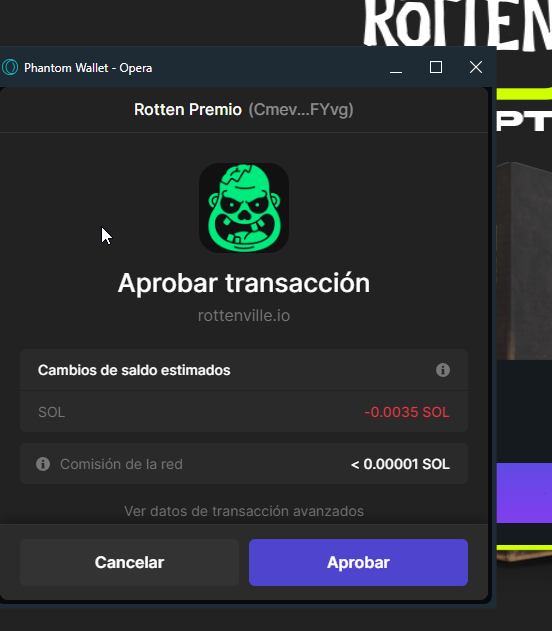 ROTTEN
Phantom Wallet - Opera
Rotten Premio (Cmev...FYvg)
PT
Aprobar transacción
rottenville.io
Cambios de saldo estimados
SOL -0.0035 SOL
Comisión de la red < 0.00001 SOL
Ver datos de transacción avanzados
Cancelar Aprobar